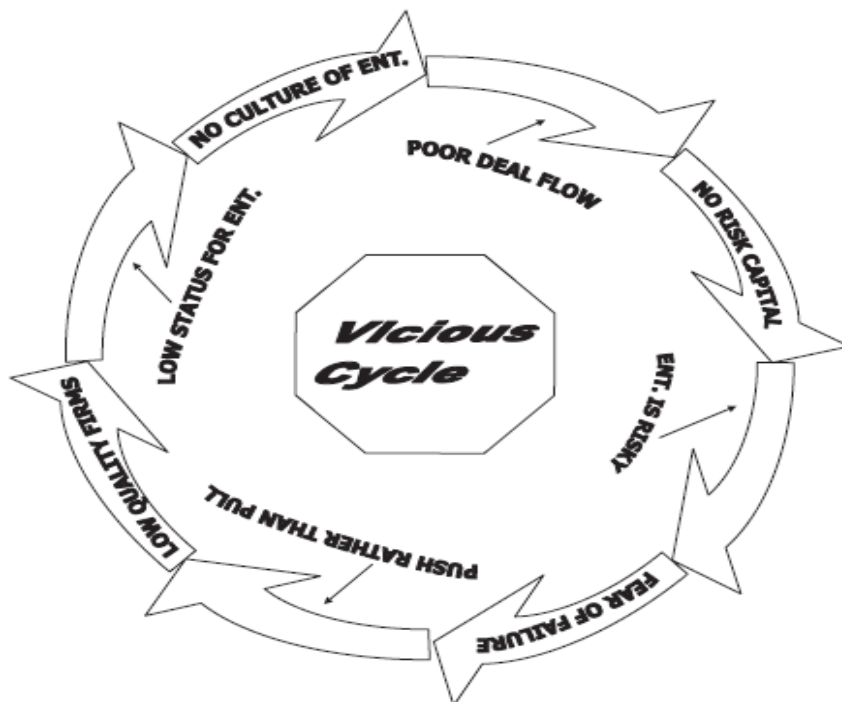 NO CULTURE OF ENT.
POOR DEAL FLOW
NO RISK CAPITAL
ENT. IS RISKY
FEAR OF FAILURE
PUSH RATHER THAN PULL
LOW QUALITY FIRMS
LOW STATUS FOR ENT.
VIcious
Cycle